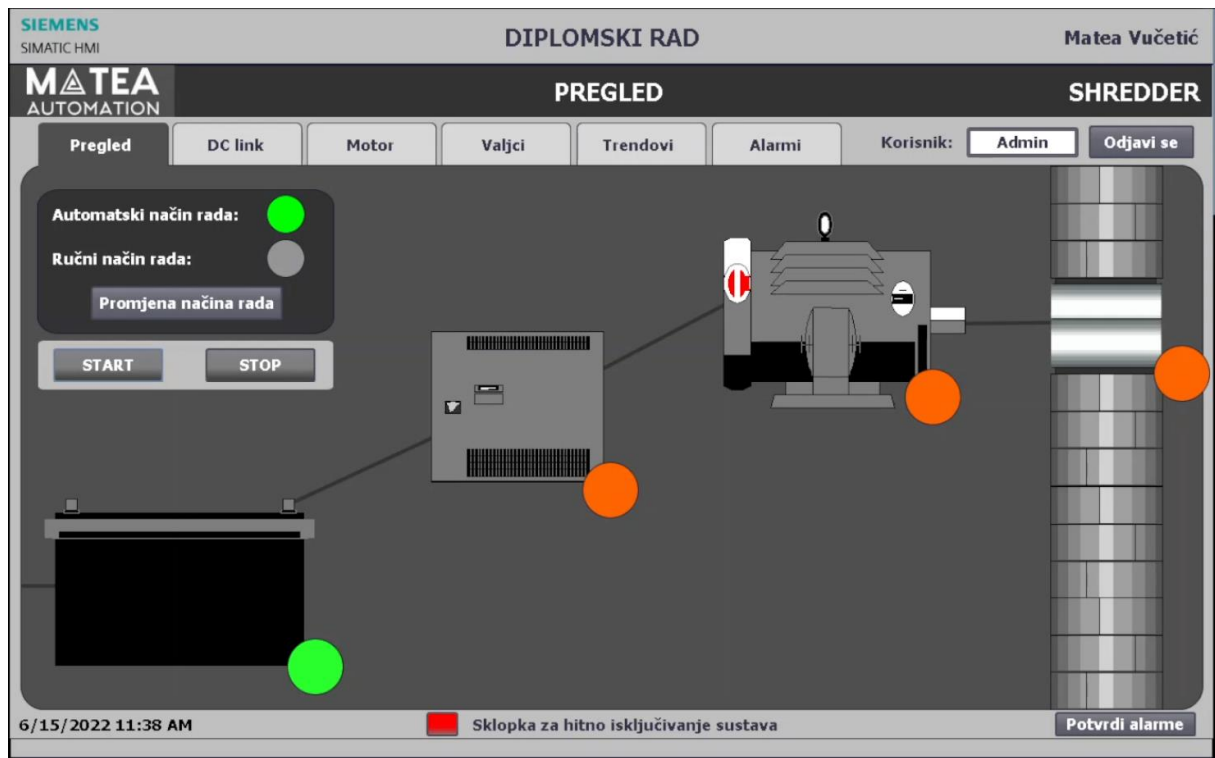 SIEMENS
SIMATIC HMI
DIPLOMSKI RAD
Matea Vučetić
MATEA
AUTOMATION
PREGLED
SHREDDER
Pregled
DC link
Motor
Valjci
Trendovi
Alarmi
Korisnik:
Admin
Odjavi se
Automatski način rada:
Ručni način rada:
Promjena načina rada
START
STOP
6/15/2022 11:38 AM
Sklopka za hitno isključivanje sustava
Potvrdi alarme